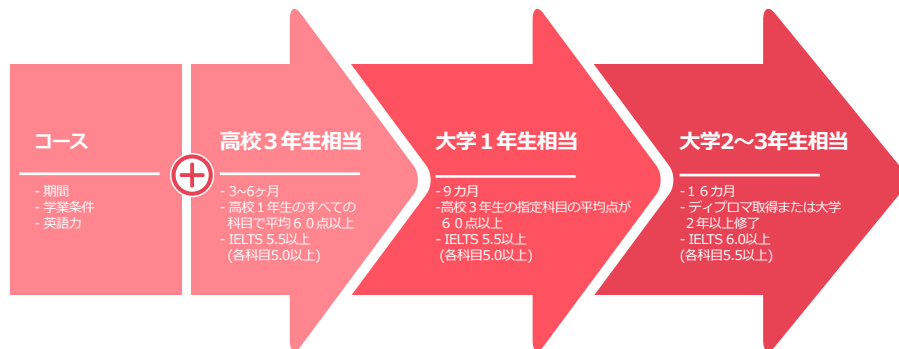 コース
- 期間
- 学業条件
- 英語力
高校３年生相当
- 3~6ヶ月
- 高校１年生のすべての
科目で平均６０点以上
- IELTS 5.5以上
(各科目5.0以上)
大学１年生相当
-９カ月
-高校３年生の指定科目の平均点が
６０点以上
- IELTS 5.5以上
(各科目5.0以上)
大学2～3年生相当
-１６カ月
- ディプロマ取得または大学
２年以上修了
- IELTS 6.0以上
(各科目5.5以上)